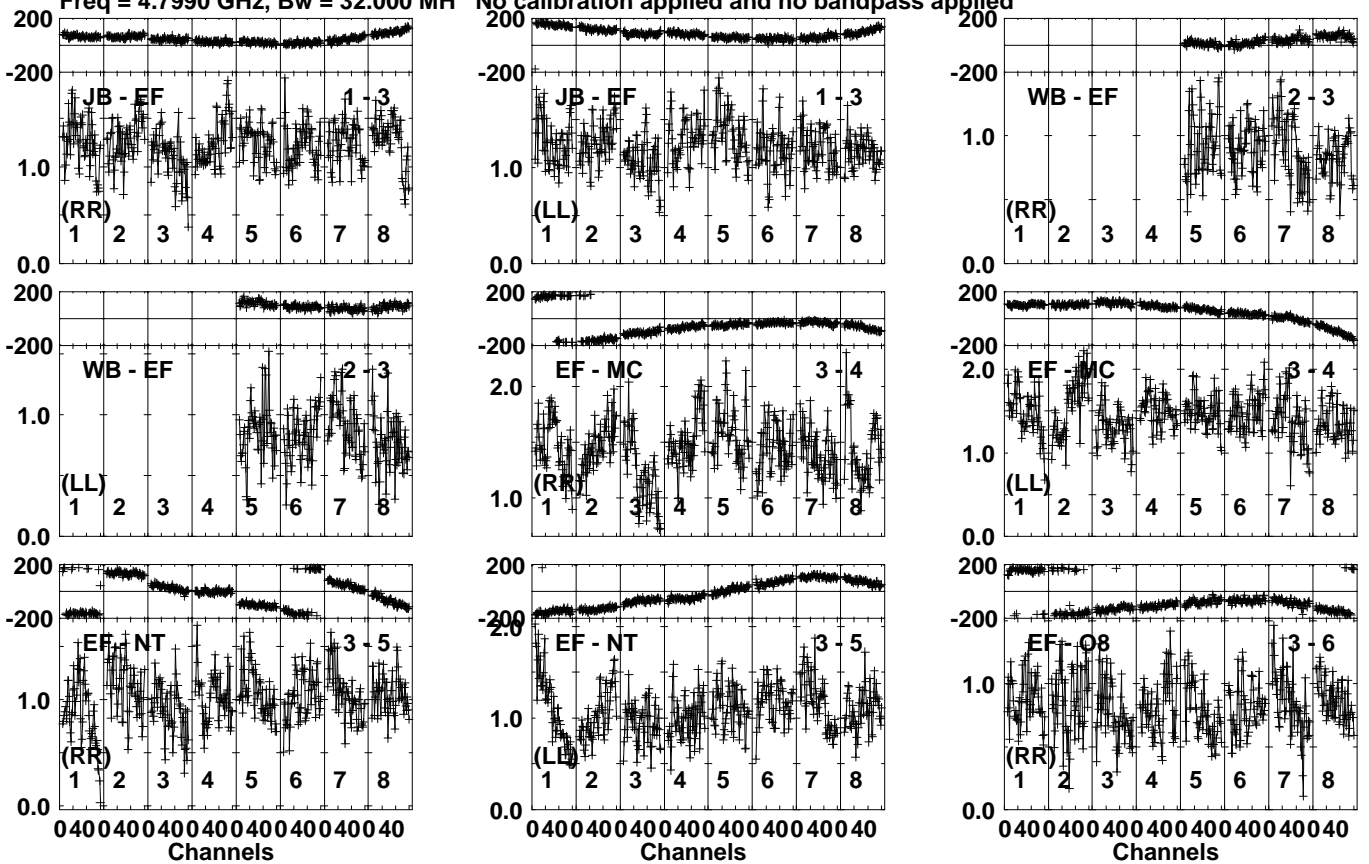 Freq = 4.7990 GHz, Bw = 32.000 MH No calibration applied and no bandpass applied
-200 -200 200 -200
JB - EF 1 - 3 JB - EF 1 - 3 WB - EF 2 - 3
1.0 1.0 1.0
(RR) (LL) (RR)
1 2 3 4 5 6 7 8 1 2 3 4 5 6 7 8 1 2 3 4 5 6 7 8
0.0 0.0 0.0
200 200 200
-200 -200 -200
WB - EF 2 - 3 EF - MC 3 - 4 EF - MC 3 - 4
2.0 2.0
1.0 1.0 1.0
(LL) (RR) (LL)
1 2 3 4 5 6 7 8 1 2 3 4 5 6 7 8 1 2 3 4 5 6 7 8
0.0 0.0
200 200 200
-200 -200 -200
2.0
EF - NT 3 - 5 EF - NT 3 - 5 EF - O8 3 - 6
1.0 1.0 1.0
(RR) (LL) (RR)
1 2 3 4 5 6 7 8 1 2 3 4 5 6 7 8 1 2 3 4 5 6 7 8
0.0 0.0 0.0
0 40 0 40 0 40 0 40 0 40 0 40 0 40 0 40 0 40 0 40 0 40 0 40 0 40 0 40 0 40 0 40 0 40 0 40 0 40 0 40 0 40 0 40 0 40 0 40
Channels Channels Channels